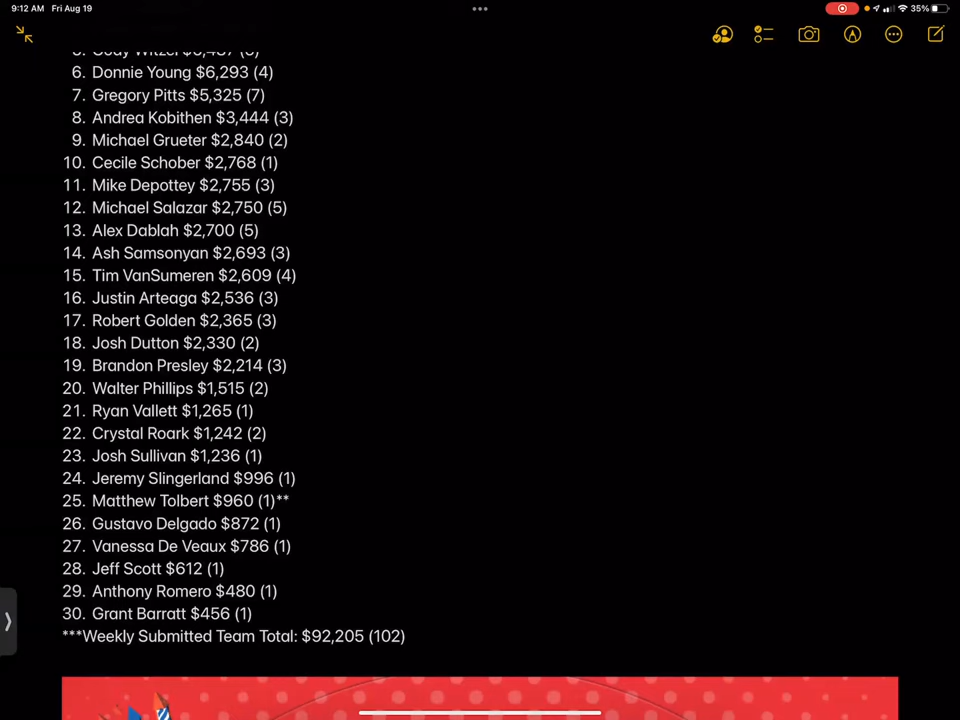 9:12 AM Fri Aug 19
35%
6. Donnie Young $6,293 (4)
7. Gregory Pitts $5,325 (7)
8. Andrea Kobithen $3,444 (3)
9. Michael Grueter $2,840 (2)
10. Cecile Schober $2,768 (1)
11. Mike Depottey $2,755 (3)
12. Michael Salazar $2,750 (5)
13. Alex Dablah $2,700 (5)
14. Ash Samsonyan $2,693 (3)
15. Tim VanSumeren $2,609 (4)
16. Justin Arteaga $2,536 (3)
17. Robert Golden $2,365 (3)
18. Josh Dutton $2,330 (2)
19. Brandon Presley $2,214 (3)
20. Walter Phillips $1,515 (2)
21. Ryan Vallett $1,265 (1)
22. Crystal Roark $1,242 (2)
23. Josh Sullivan $1,236 (1)
24. Jeremy Slingerland $996 (1)
25. Matthew Tolbert $960 (1)**
26. Gustavo Delgado $872 (1)
27. Vanessa De Veaux $786 (1)
28. Jeff Scott $612 (1)
29. Anthony Romero $480 (1)
30. Grant Barratt $456 (1)
***Weekly Submitted Team Total: $92,205 (102)